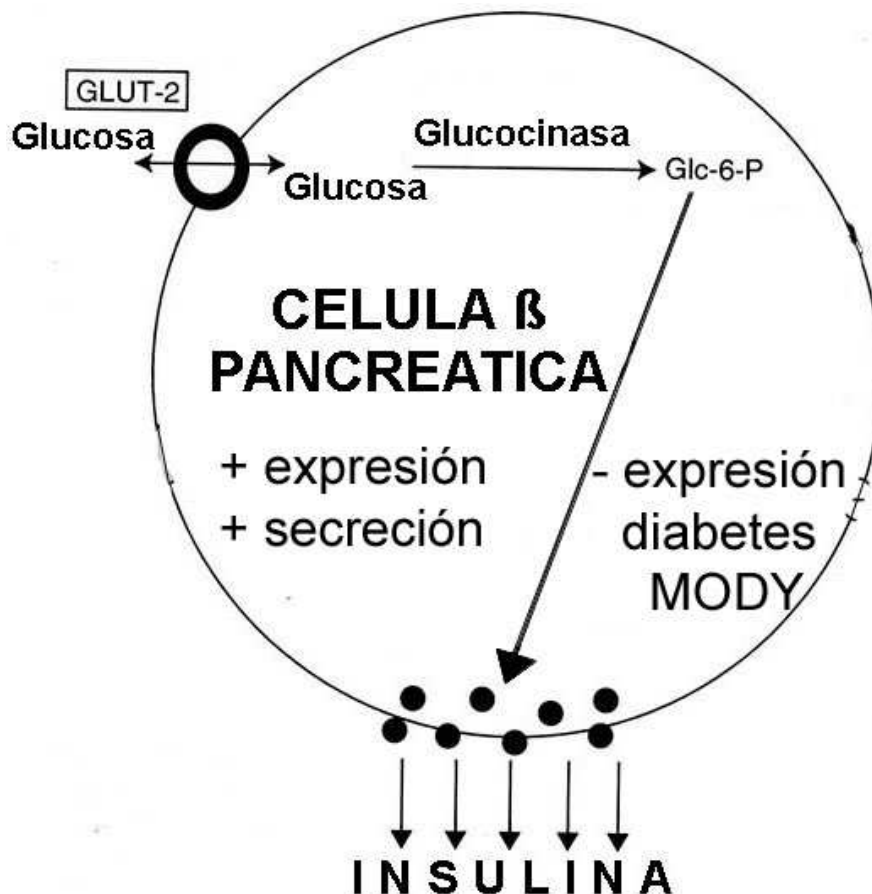 GLUT-2
Glucosa
Glucosa
Glucocinasa
Glc-6-P
CELULA ß
PANCREATICA
+ expresión
+ secreción
- expresión
diabetes
MODY
INSULINA